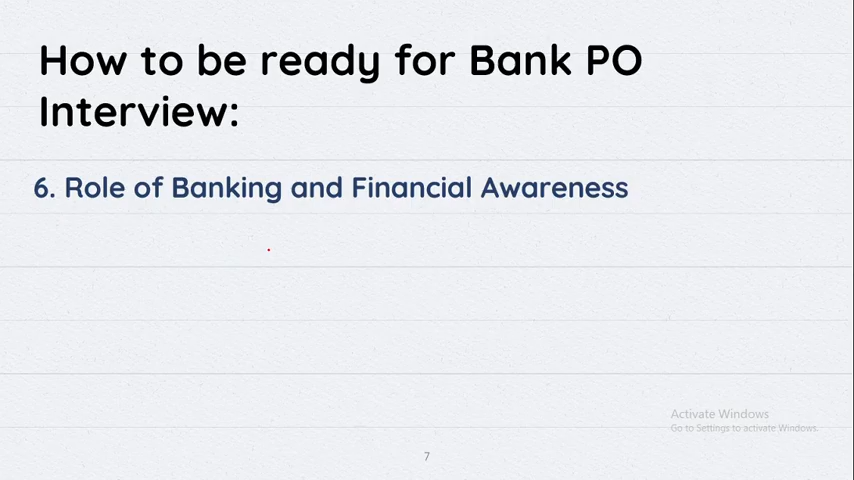 How to be ready for Bank PO
Interview:
6. Role of Banking and Financial Awareness
Activate Windows
Go to Settings to activate Windows.
7